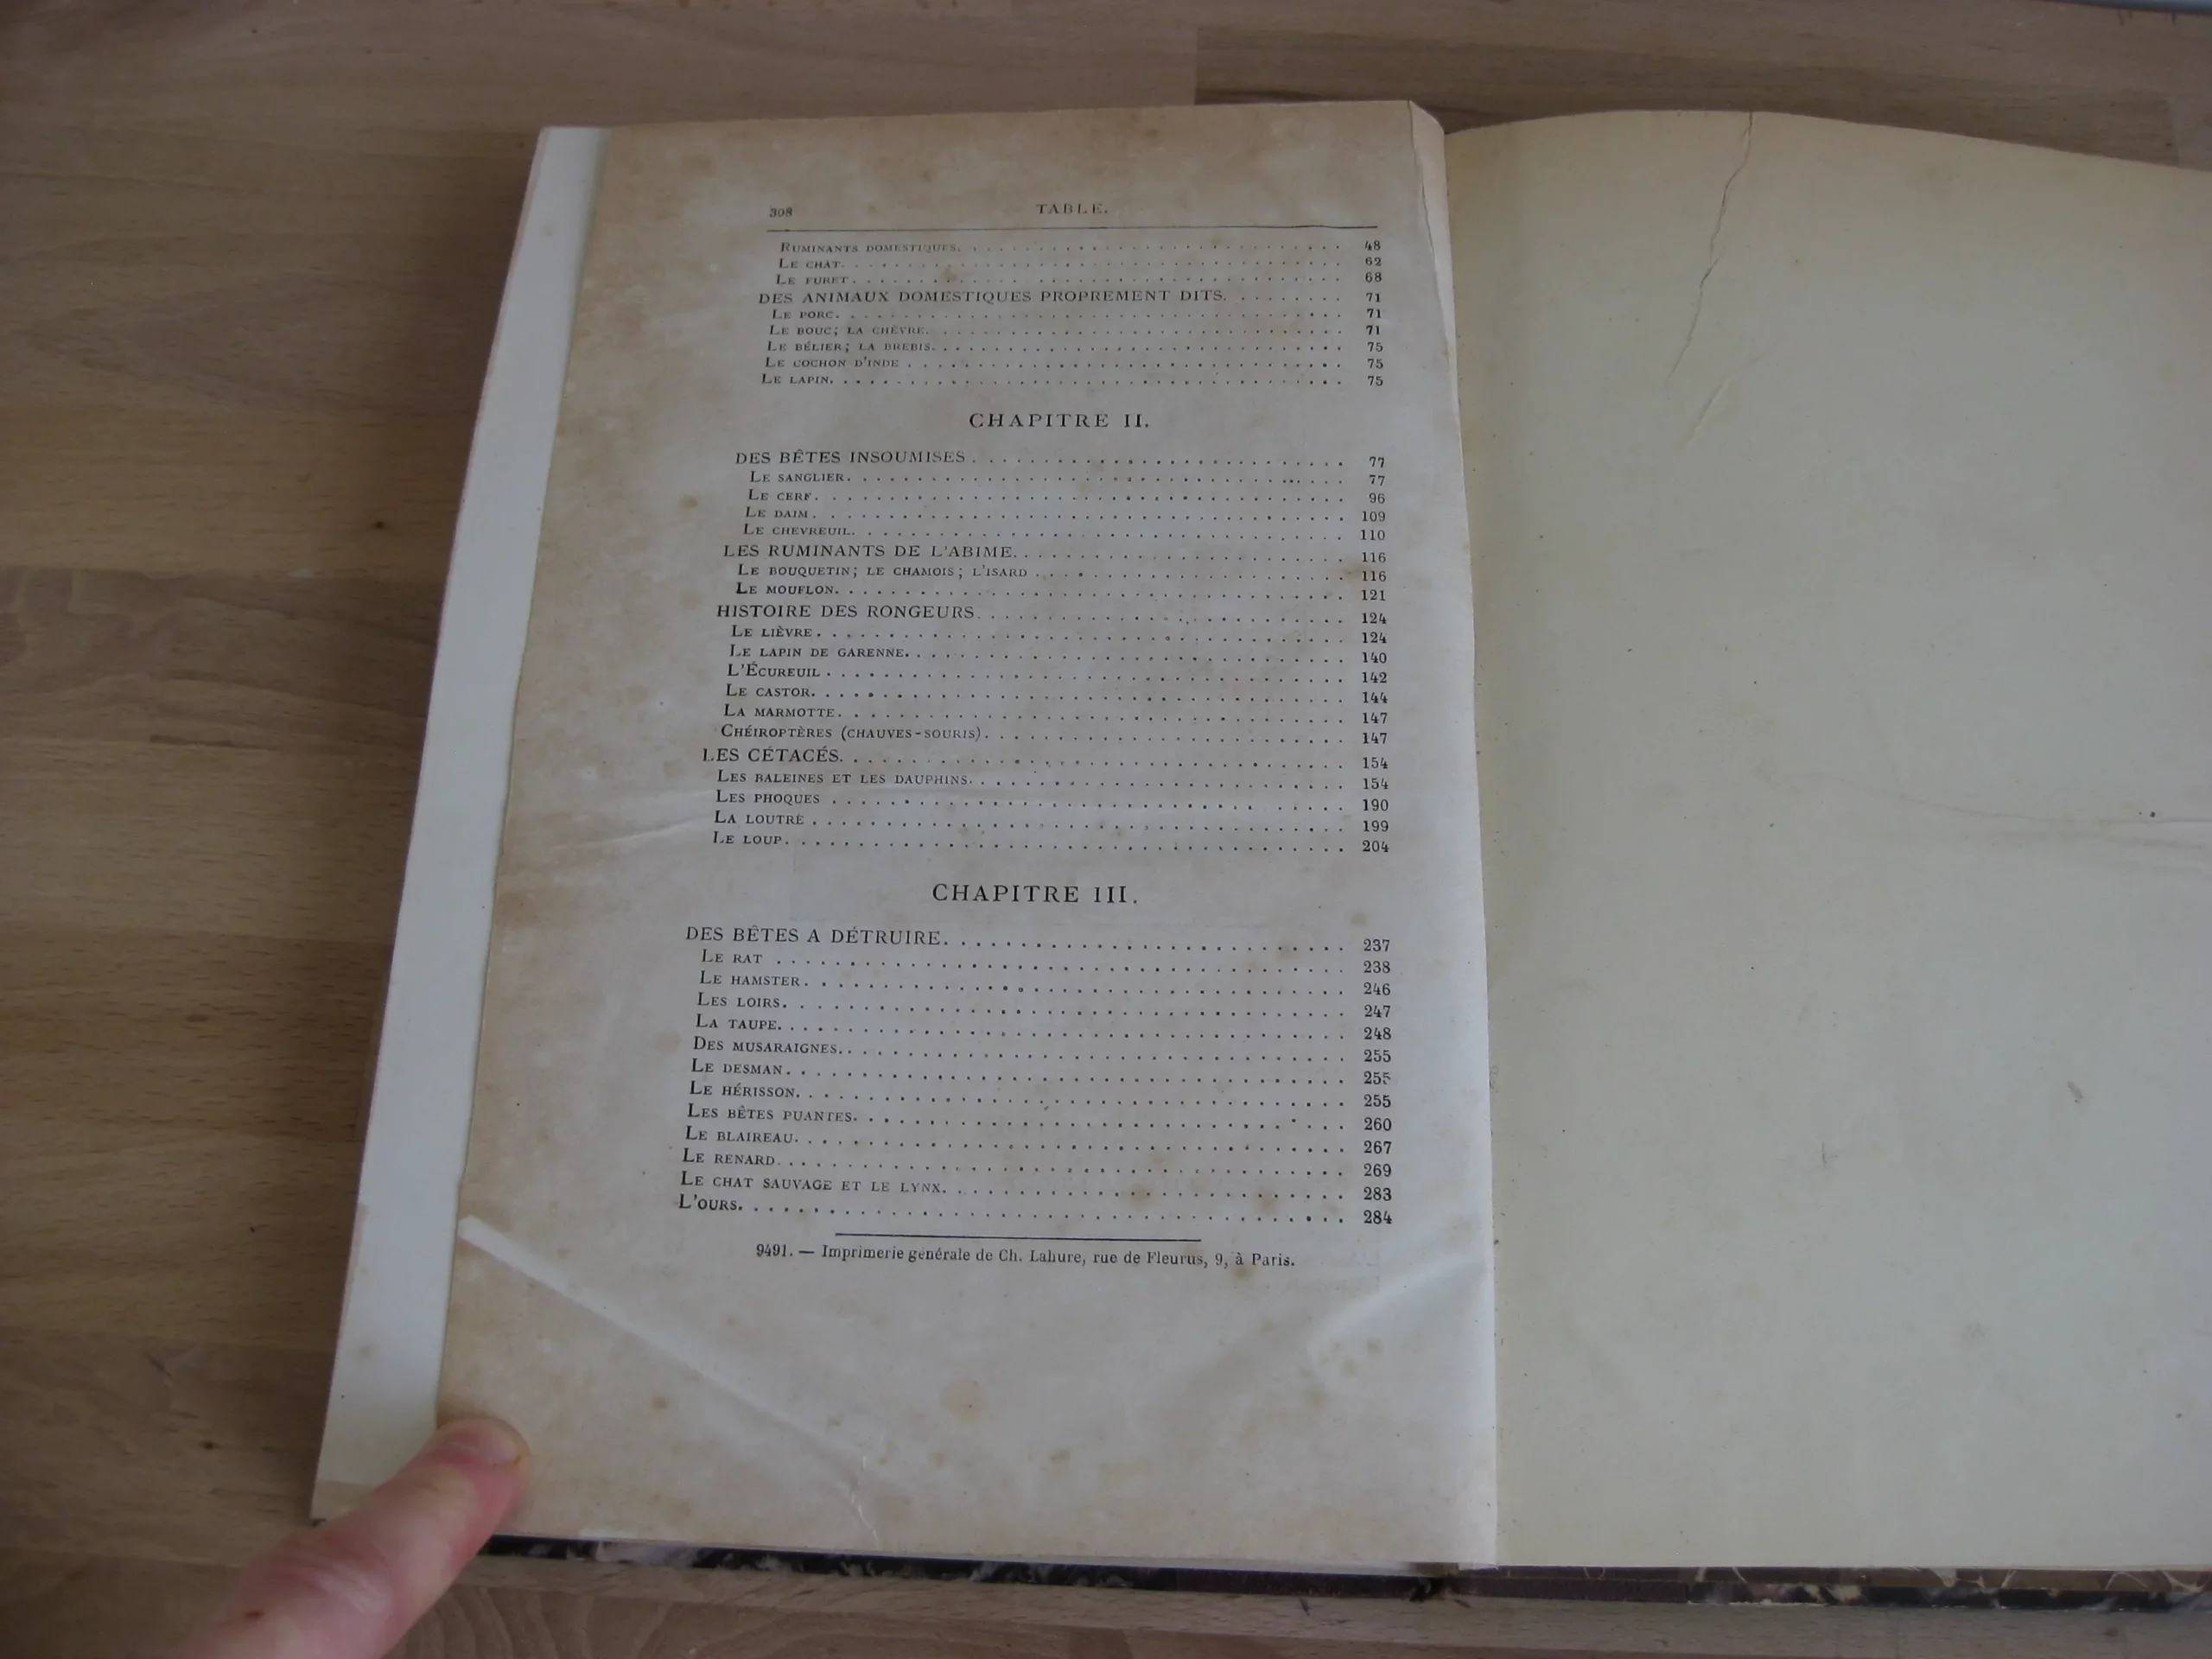 308 TABLE.
RUMINANTS DOMESTIQUES. 48
LE CHAT. 62
LE FURET. 68
DES ANIMAUX DOMESTIQUES PROPREMENT DITS. 71
LE PORC. 71
LE BOUC; LA CHÈVRE. 71
LE BÉLIER; LA BREBIS. 75
LE COCHON D'INDE 75
LE LAPIN. 75
CHAPITRE II.
DES BÊTES INSOUMISES 77
LE SANGLIER. 77
LE CERF. 96
LE DAIM. 109
LE CHEVREUIL. 110
LES RUMINANTS DE L'ABIME. 116
LE BOUQUETIN; LE CHAMOIS; L'ISARD 116
LE MOUFLON. 121
HISTOIRE DES RONGEURS. 124
LE LIÈVRE. 124
LE LAPIN DE GARENNE. 140
L'ÉCUREUIL 142
LE CASTOR. 144
LA MARMOTTE. 147
CHÉIROPTÈRES (CHAUVES-SOURIS). 147
LES CÉTACÉS. 154
LES BALEINES ET LES DAUPHINS. 154
LES PHOQUES 190
LA LOUTRE 199
LE LOUP. 204
CHAPITRE III.
DES BÊTES A DÉTRUIRE. 237
LE RAT 238
LE HAMSTER. 246
LES LOIRS. 247
LA TAUPE. 248
DES MUSARAIGNES. 255
LE DESMAN. 255
LE HÉRISSON. 255
LES BÊTES PUANTES. 260
LE BLAIREAU. 267
LE RENARD. 269
LE CHAT SAUVAGE ET LE LYNX. 283
L'OURS. 284
9491. — Imprimerie générale de Ch. Lahure, rue de Fleurus, 9, à Paris.